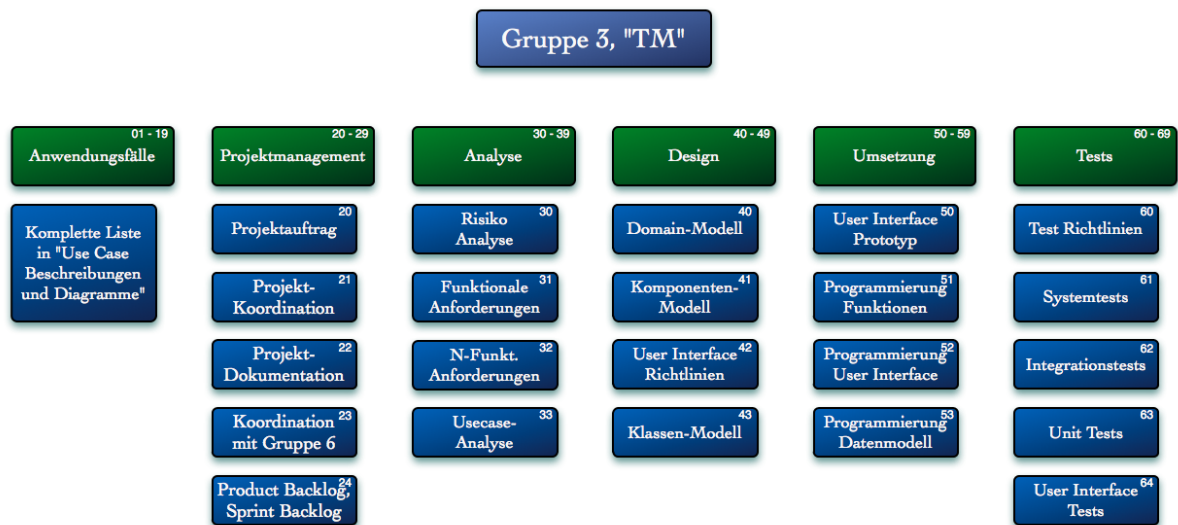 Gruppe 3, "TM"
01 - 19
Anwendungsfälle
Komplette Liste
in "Use Case
Beschreibungen
und Diagramme"
20 - 29
Projektmanagement
20
Projektauftrag
21
Projekt-
Koordination
22
Projekt-
Dokumentation
23
Koordination
mit Gruppe 6
24
Product Backlog,
Sprint Backlog
30 - 39
Analyse
30
Risiko
Analyse
31
Funktionale
Anforderungen
32
N-Funkt.
Anforderungen
33
Usecase-
Analyse
40 - 49
Design
40
Domain-Modell
41
Komponenten-
Modell
42
User Interface
Richtlinien
43
Klassen-Modell
50 - 59
Umsetzung
50
User Interface
Prototyp
51
Programmierung
Funktionen
52
Programmierung
User Interface
53
Programmierung
Datenmodell
60 - 69
Tests
60
Test Richtlinien
61
Systemtests
62
Integrationstests
63
Unit Tests
64
User Interface
Tests